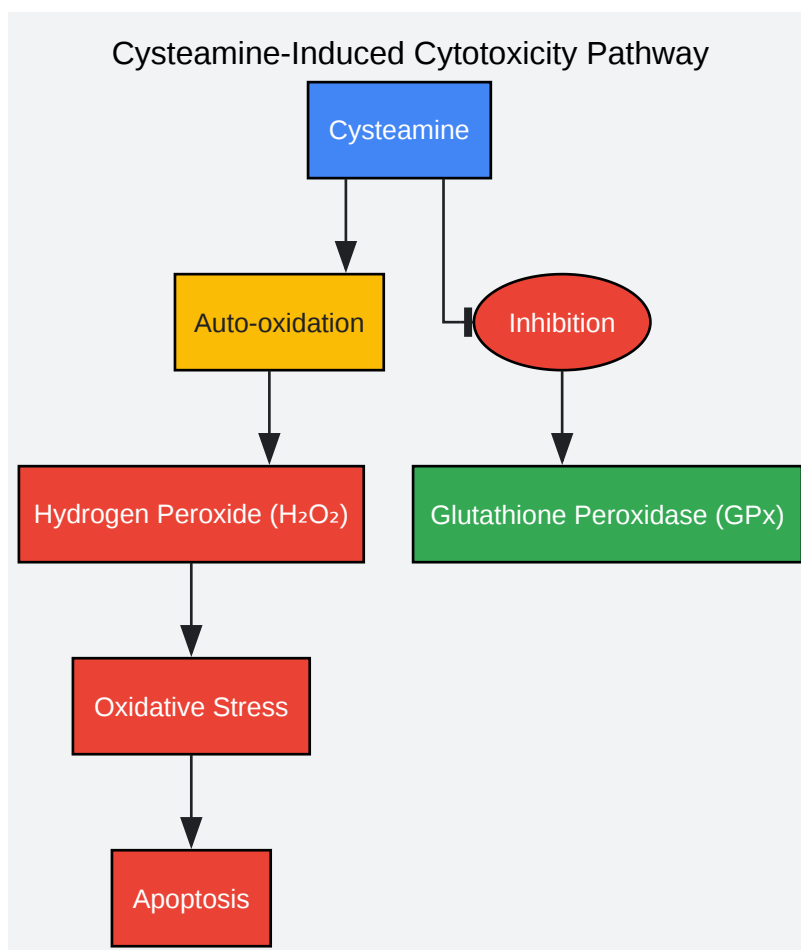 Cysteamine-Induced Cytotoxicity Pathway
Cysteamine
Auto-oxidation
Inhibition
Hydrogen Peroxide (H₂O₂)
Glutathione Peroxidase (GPx)
Oxidative Stress
Apoptosis